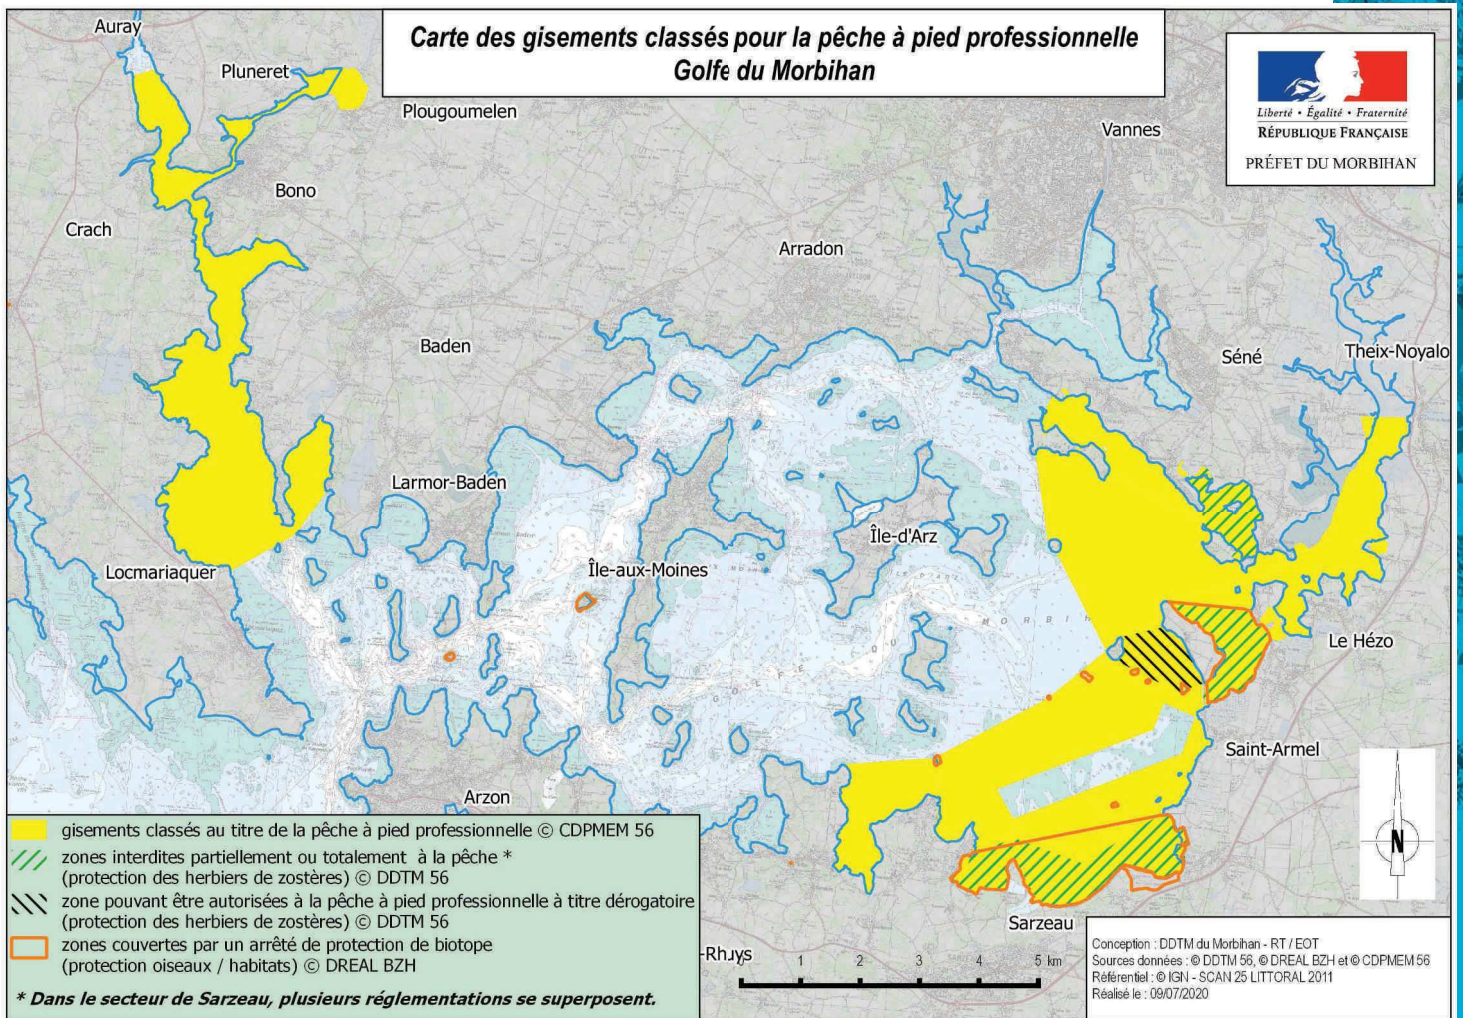 Carte des gisements classés pour la pêche à pied professionnelle
Golfe du Morbihan
Liberté • Égalité • Fraternité
RÉPUBLIQUE FRANÇAISE
PRÉFET DU MORBIHAN
Auray
Pluneret
Plougoumelen
Vannes
Bono
Crach
Arradon
Baden
Séné
Theix-Noyalo
Larmor-Baden
Île-d'Arz
Île-aux-Moines
Locmariaquer
MORBIH
GOLFE
Le Hézo
Saint-Armel
Arzon
Sarzeau
-Rhuys
N
gisements classés au titre de la pêche à pied professionnelle © CDPMEM 56
zones interdites partiellement ou totalement à la pêche *
(protection des herbiers de zostères) © DDTM 56
zone pouvant être autorisées à la pêche à pied professionnelle à titre dérogatoire
(protection des herbiers de zostères) © DDTM 56
zones couvertes par un arrêté de protection de biotope
(protection oiseaux / habitats) © DREAL BZH
* Dans le secteur de Sarzeau, plusieurs réglementations se superposent.
0 1 2 3 4 5 km
Conception : DDTM du Morbihan - RT / EOT
Sources données : © DDTM 56, © DREAL BZH et © CDPMEM 56
Référentiel : © IGN - SCAN 25 LITTORAL 2011
Réalisé le : 09/07/2020